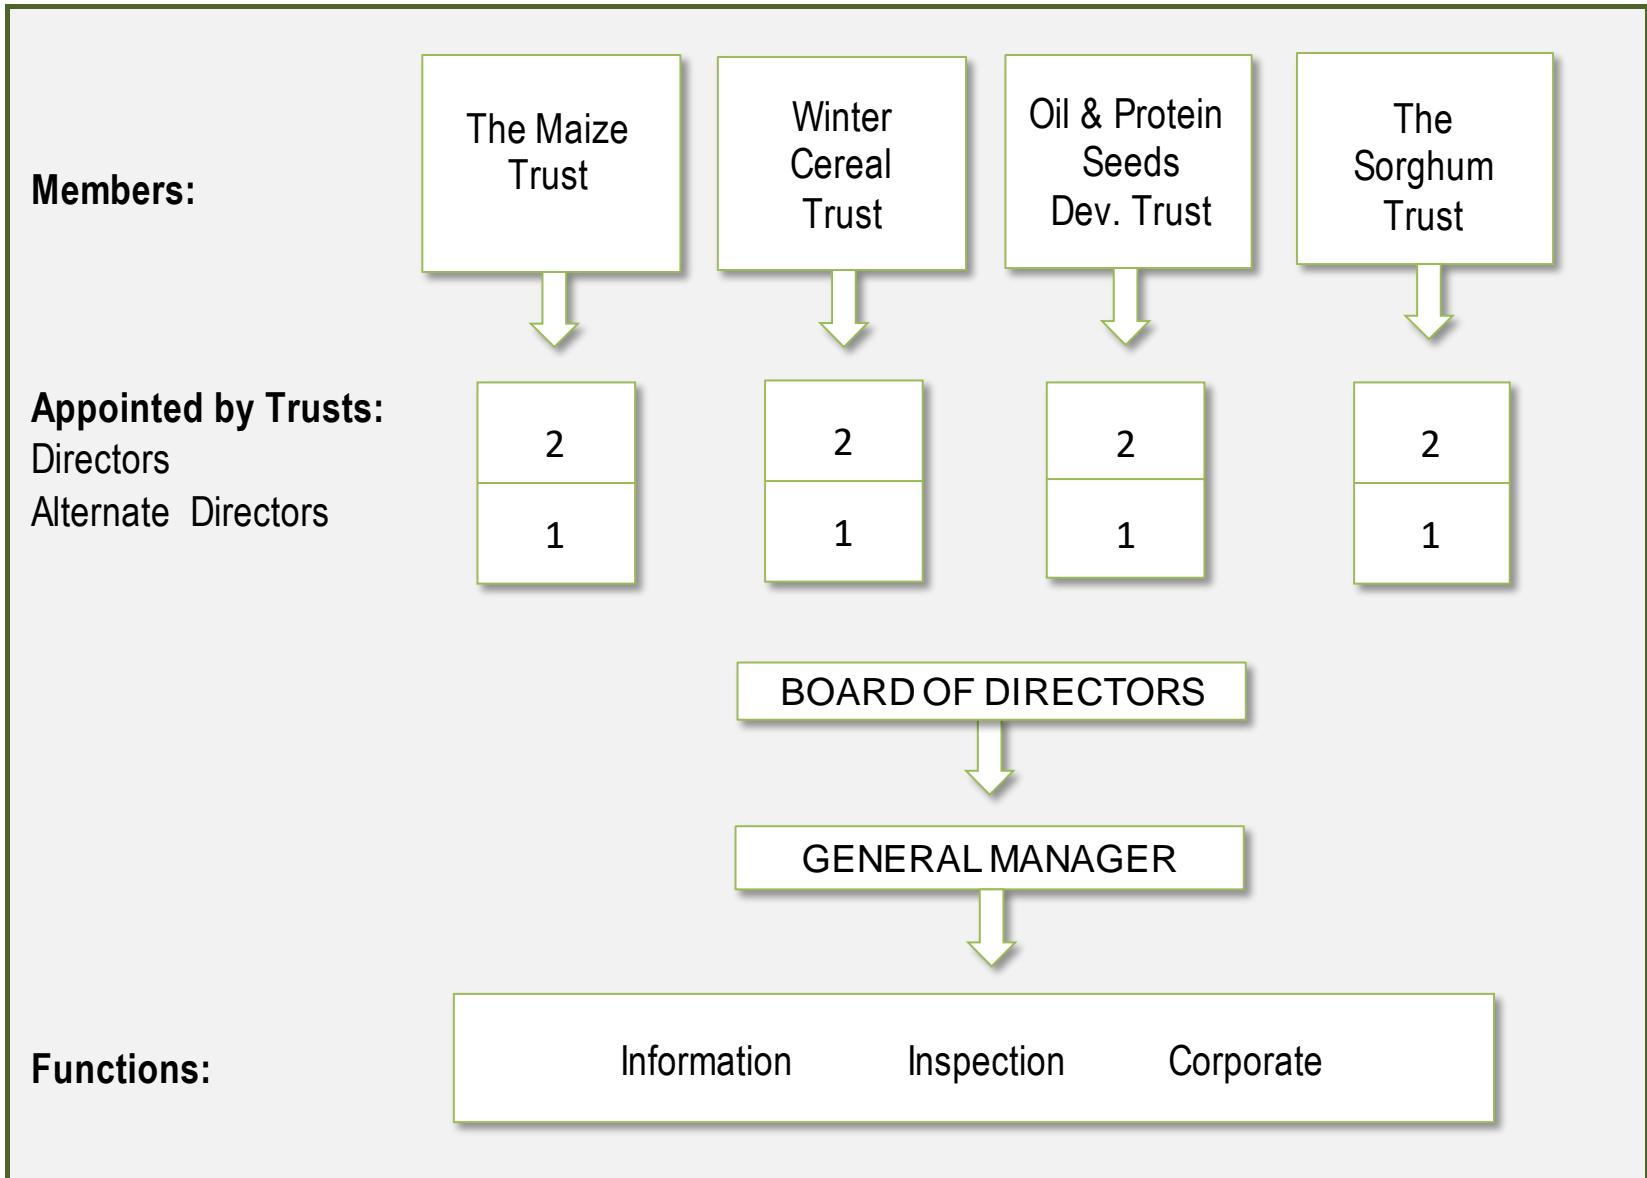 Members:
The Maize
Trust
Winter
Cereal
Trust
Oil & Protein
Seeds
Dev. Trust
The
Sorghum
Trust
Appointed by Trusts:
Directors
2 2 2 2
Alternate Directors
1 1 1 1
BOARD OF DIRECTORS
GENERAL MANAGER
Functions:
Information Inspection Corporate